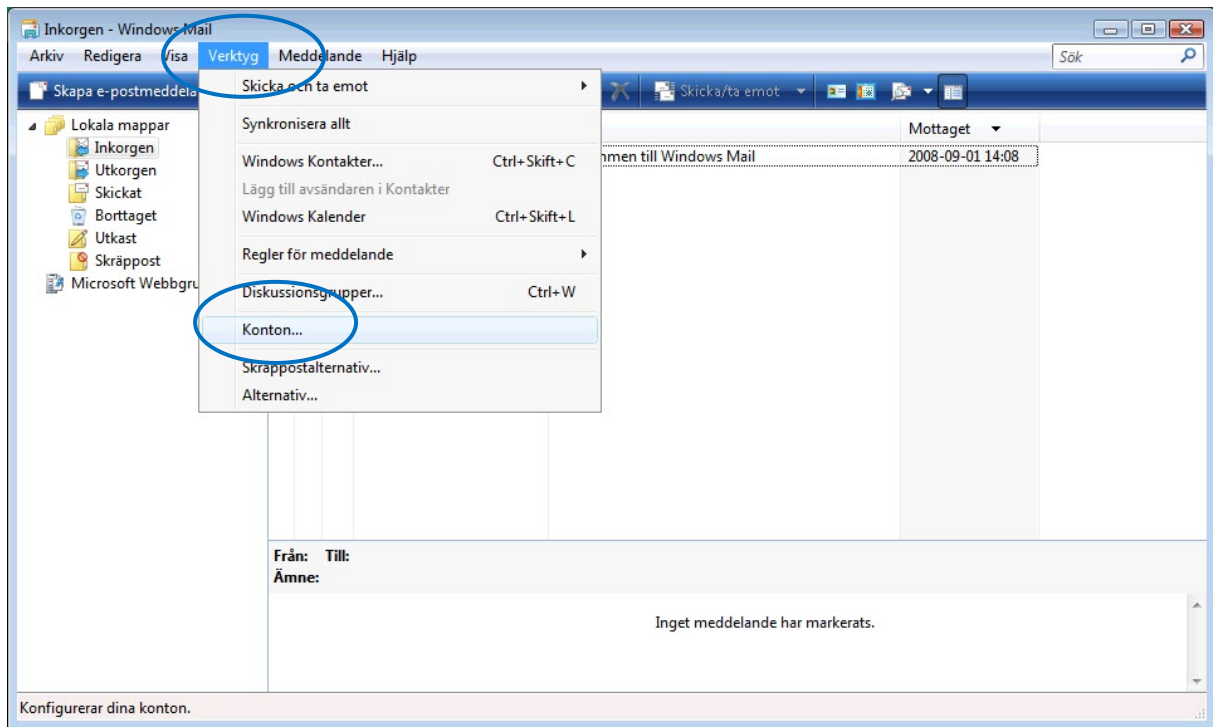 Inkorgen - Windows Mail
Arkiv Redigera Visa Verktyg Meddelande Hjälp
Sök
Skapa e-postmeddela
Skicka/ta emot
Skicka och ta emot
Synkronisera allt
Windows Kontakter... Ctrl+Skift+C
Lägg till avsändaren i Kontakter
Windows Kalender Ctrl+Skift+L
Regler för meddelande
Diskussionsgrupper... Ctrl+W
Konton...
Skräppostalternativ...
Alternativ...
Lokala mappar
Inkorgen
Utkorgen
Skickat
Borttaget
Utkast
Skräppost
Microsoft Webbgru
Mottaget
mmen till Windows Mail 2008-09-01 14:08
Från: Till:
Ämne:
Inget meddelande har markerats.
Konfigurerar dina konton.